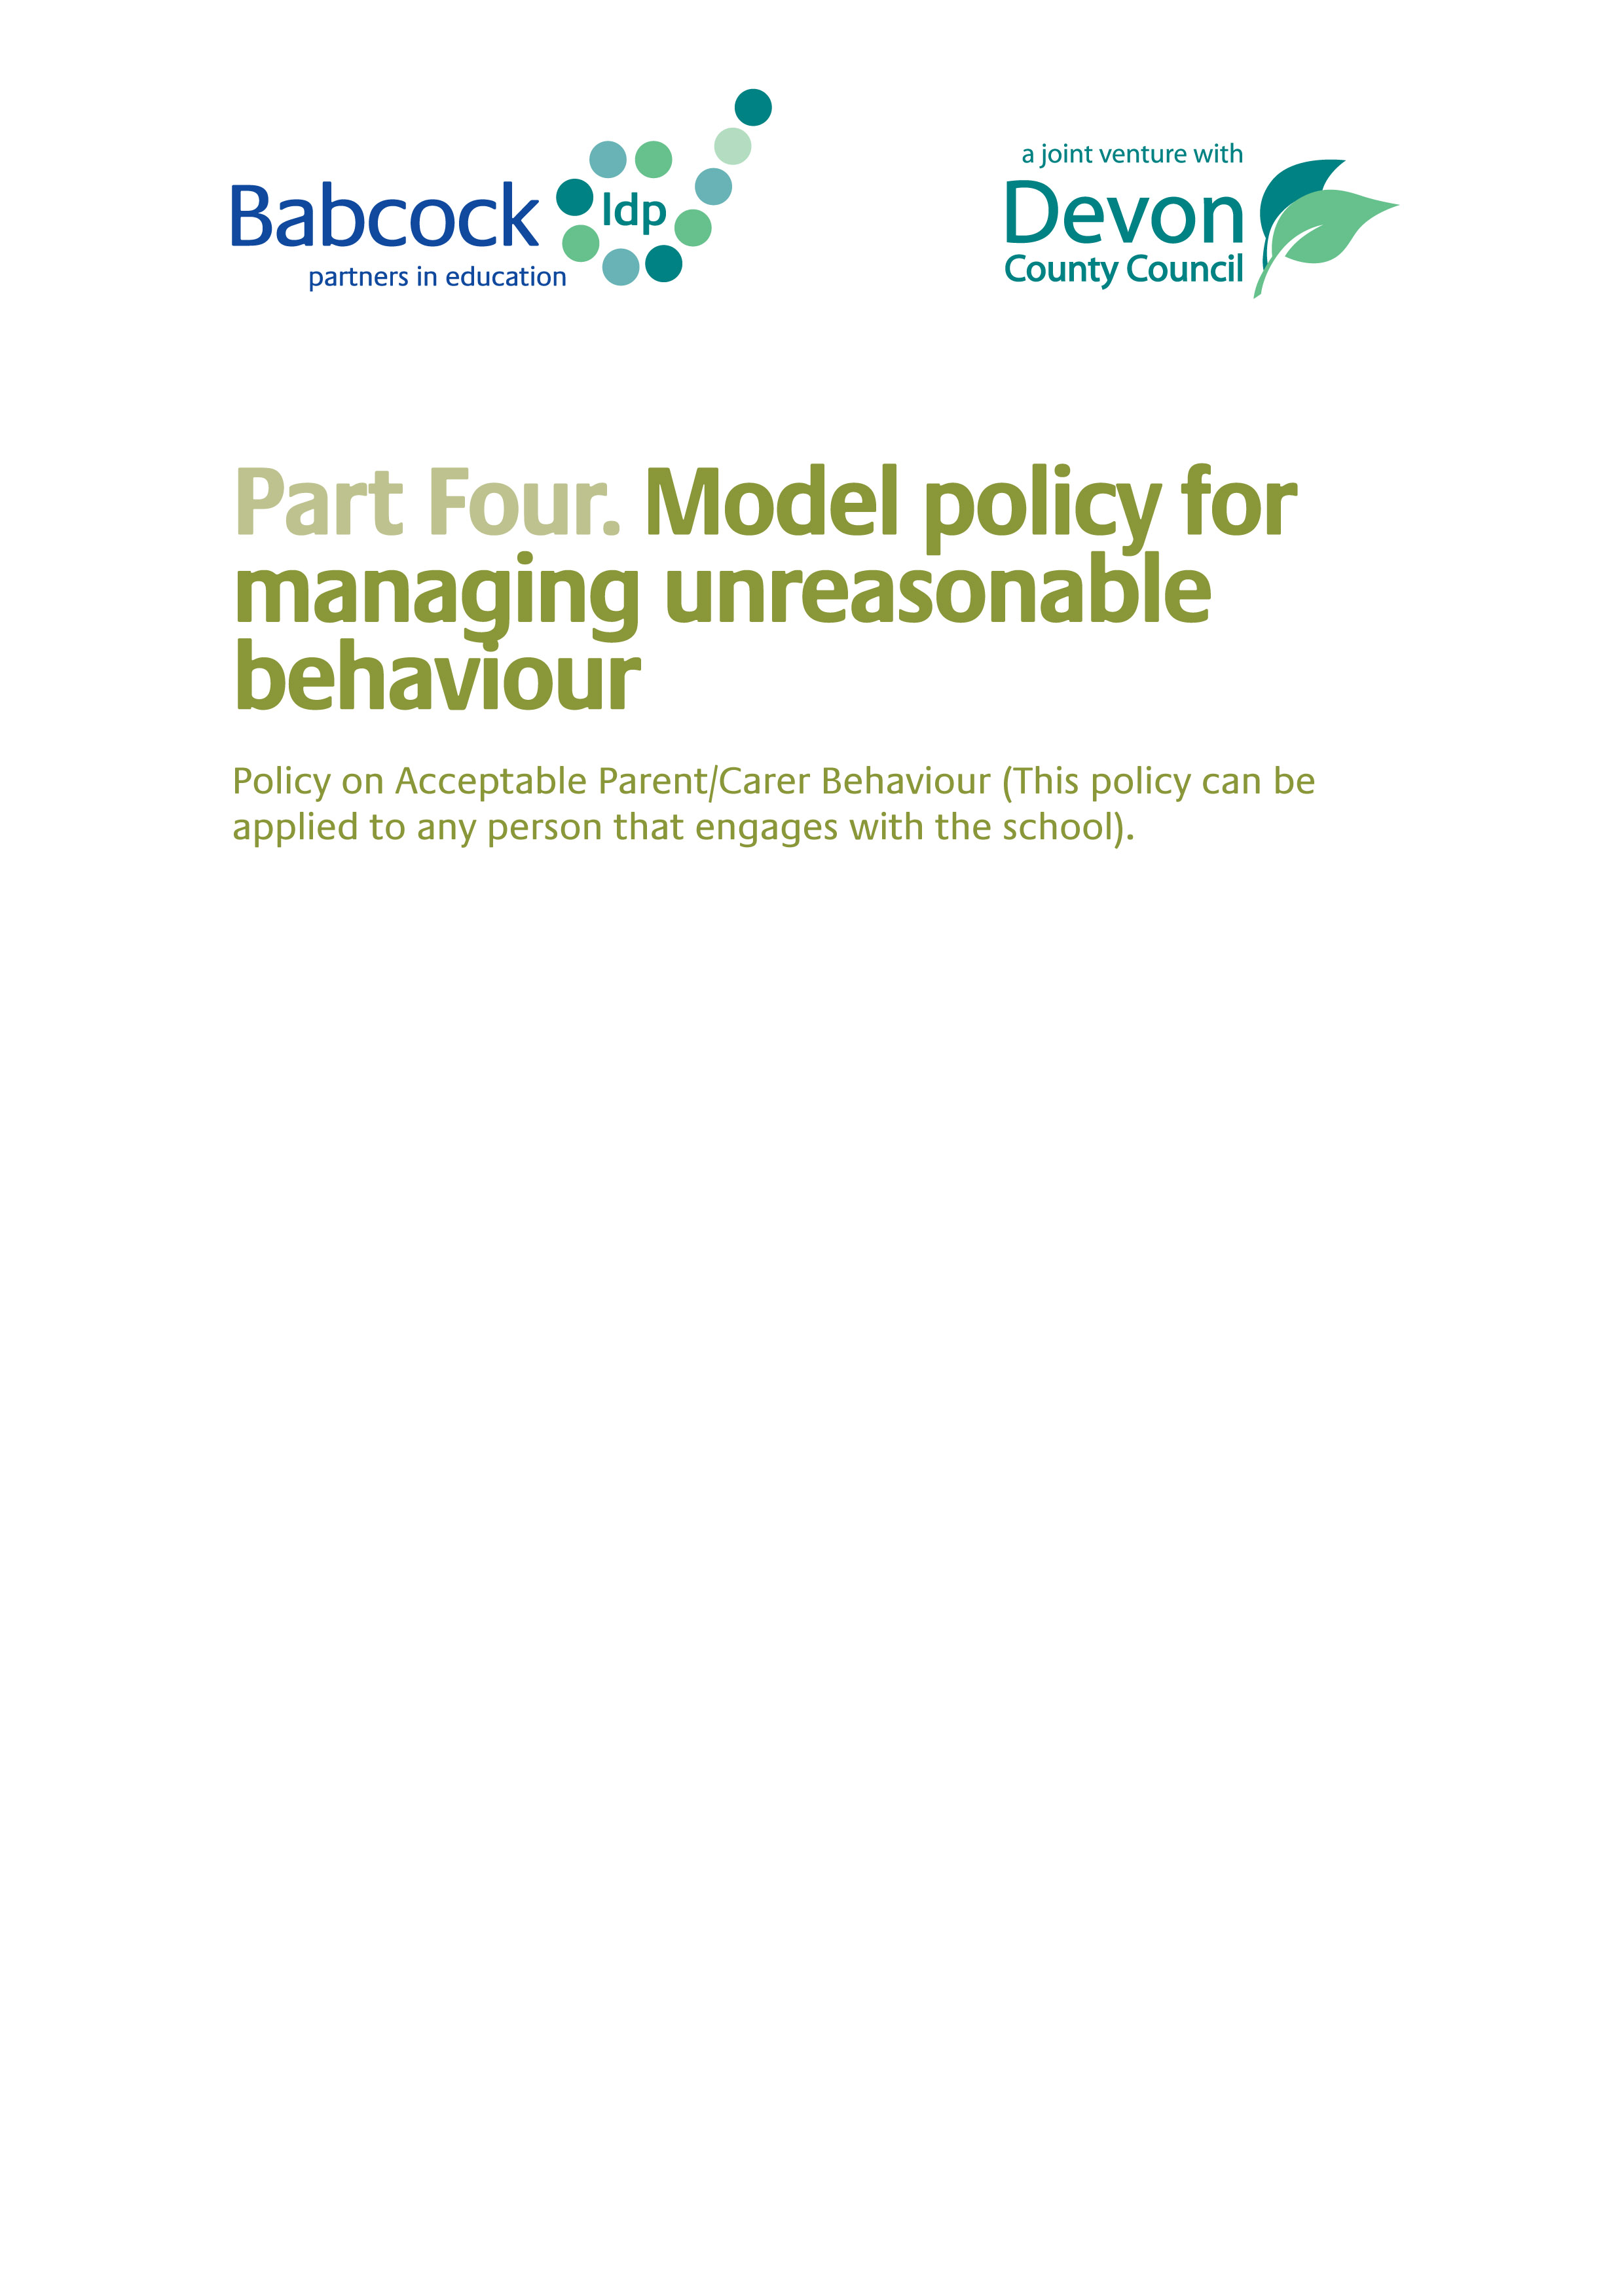 Babcock
ldp
partners in education
a joint venture with
Devon
County Council
Part Four. Model policy for
managing unreasonable
behaviour
Policy on Acceptable Parent/Carer Behaviour (This policy can be
applied to any person that engages with the school).